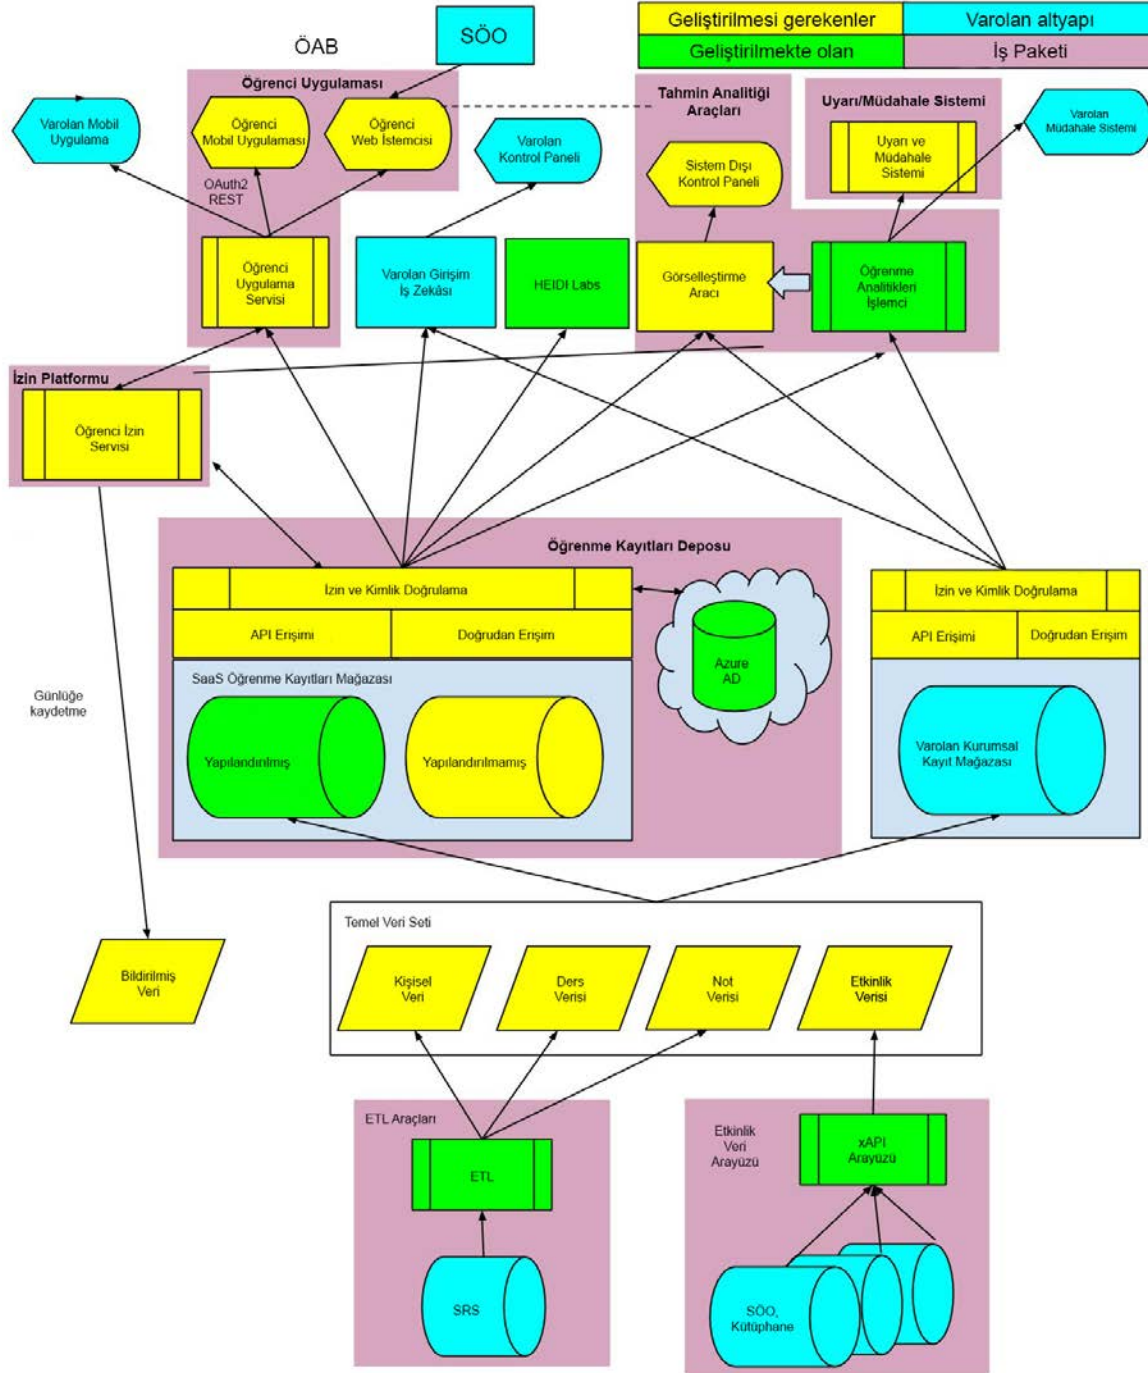 Geliştirilmesi gerekenler
Varolan altyapı
Geliştirilmekte olan
İş Paketi
ÖAB
SÖO
Öğrenci Uygulaması
Varolan Mobil
Uygulama
Öğrenci
Mobil Uygulaması
Öğrenci
Web İstemcisi
Varolan
Kontrol Paneli
Tahmin Analitiği
Araçları
Sistem Dışı
Kontrol Paneli
Uyarı/Müdahale Sistemi
Uyarı ve
Müdahale
Sistemi
Varolan
Müdahale Sistemi
OAuth2
REST
Öğrenci
Uygulama
Servisi
Varolan Girişim
İş Zekâsı
HEIDI Labs
Görselleştirme
Aracı
Öğrenme
Analitikleri
İşlemci
İzin Platformu
Öğrenci İzin
Servisi
Öğrenme Kayıtları Deposu
İzin ve Kimlik Doğrulama
API Erişimi
Doğrudan Erişim
SaaS Öğrenme Kayıtları Mağazası
Yapılandırılmış
Yapılandırılmamış
Azure
AD
İzin ve Kimlik Doğrulama
API Erişimi
Doğrudan Erişim
Varolan Kurumsal
Kayıt Mağazası
Günlüğe
kaydetme
Bildirilmiş
Veri
Temel Veri Seti
Kişisel
Veri
Ders
Verisi
Not
Verisi
Etkinlik
Verisi
ETL Araçları
ETL
SRS
Etkinlik
Veri
Arayüzü
xAPI
Arayüzü
SÖO,
Kütüphane